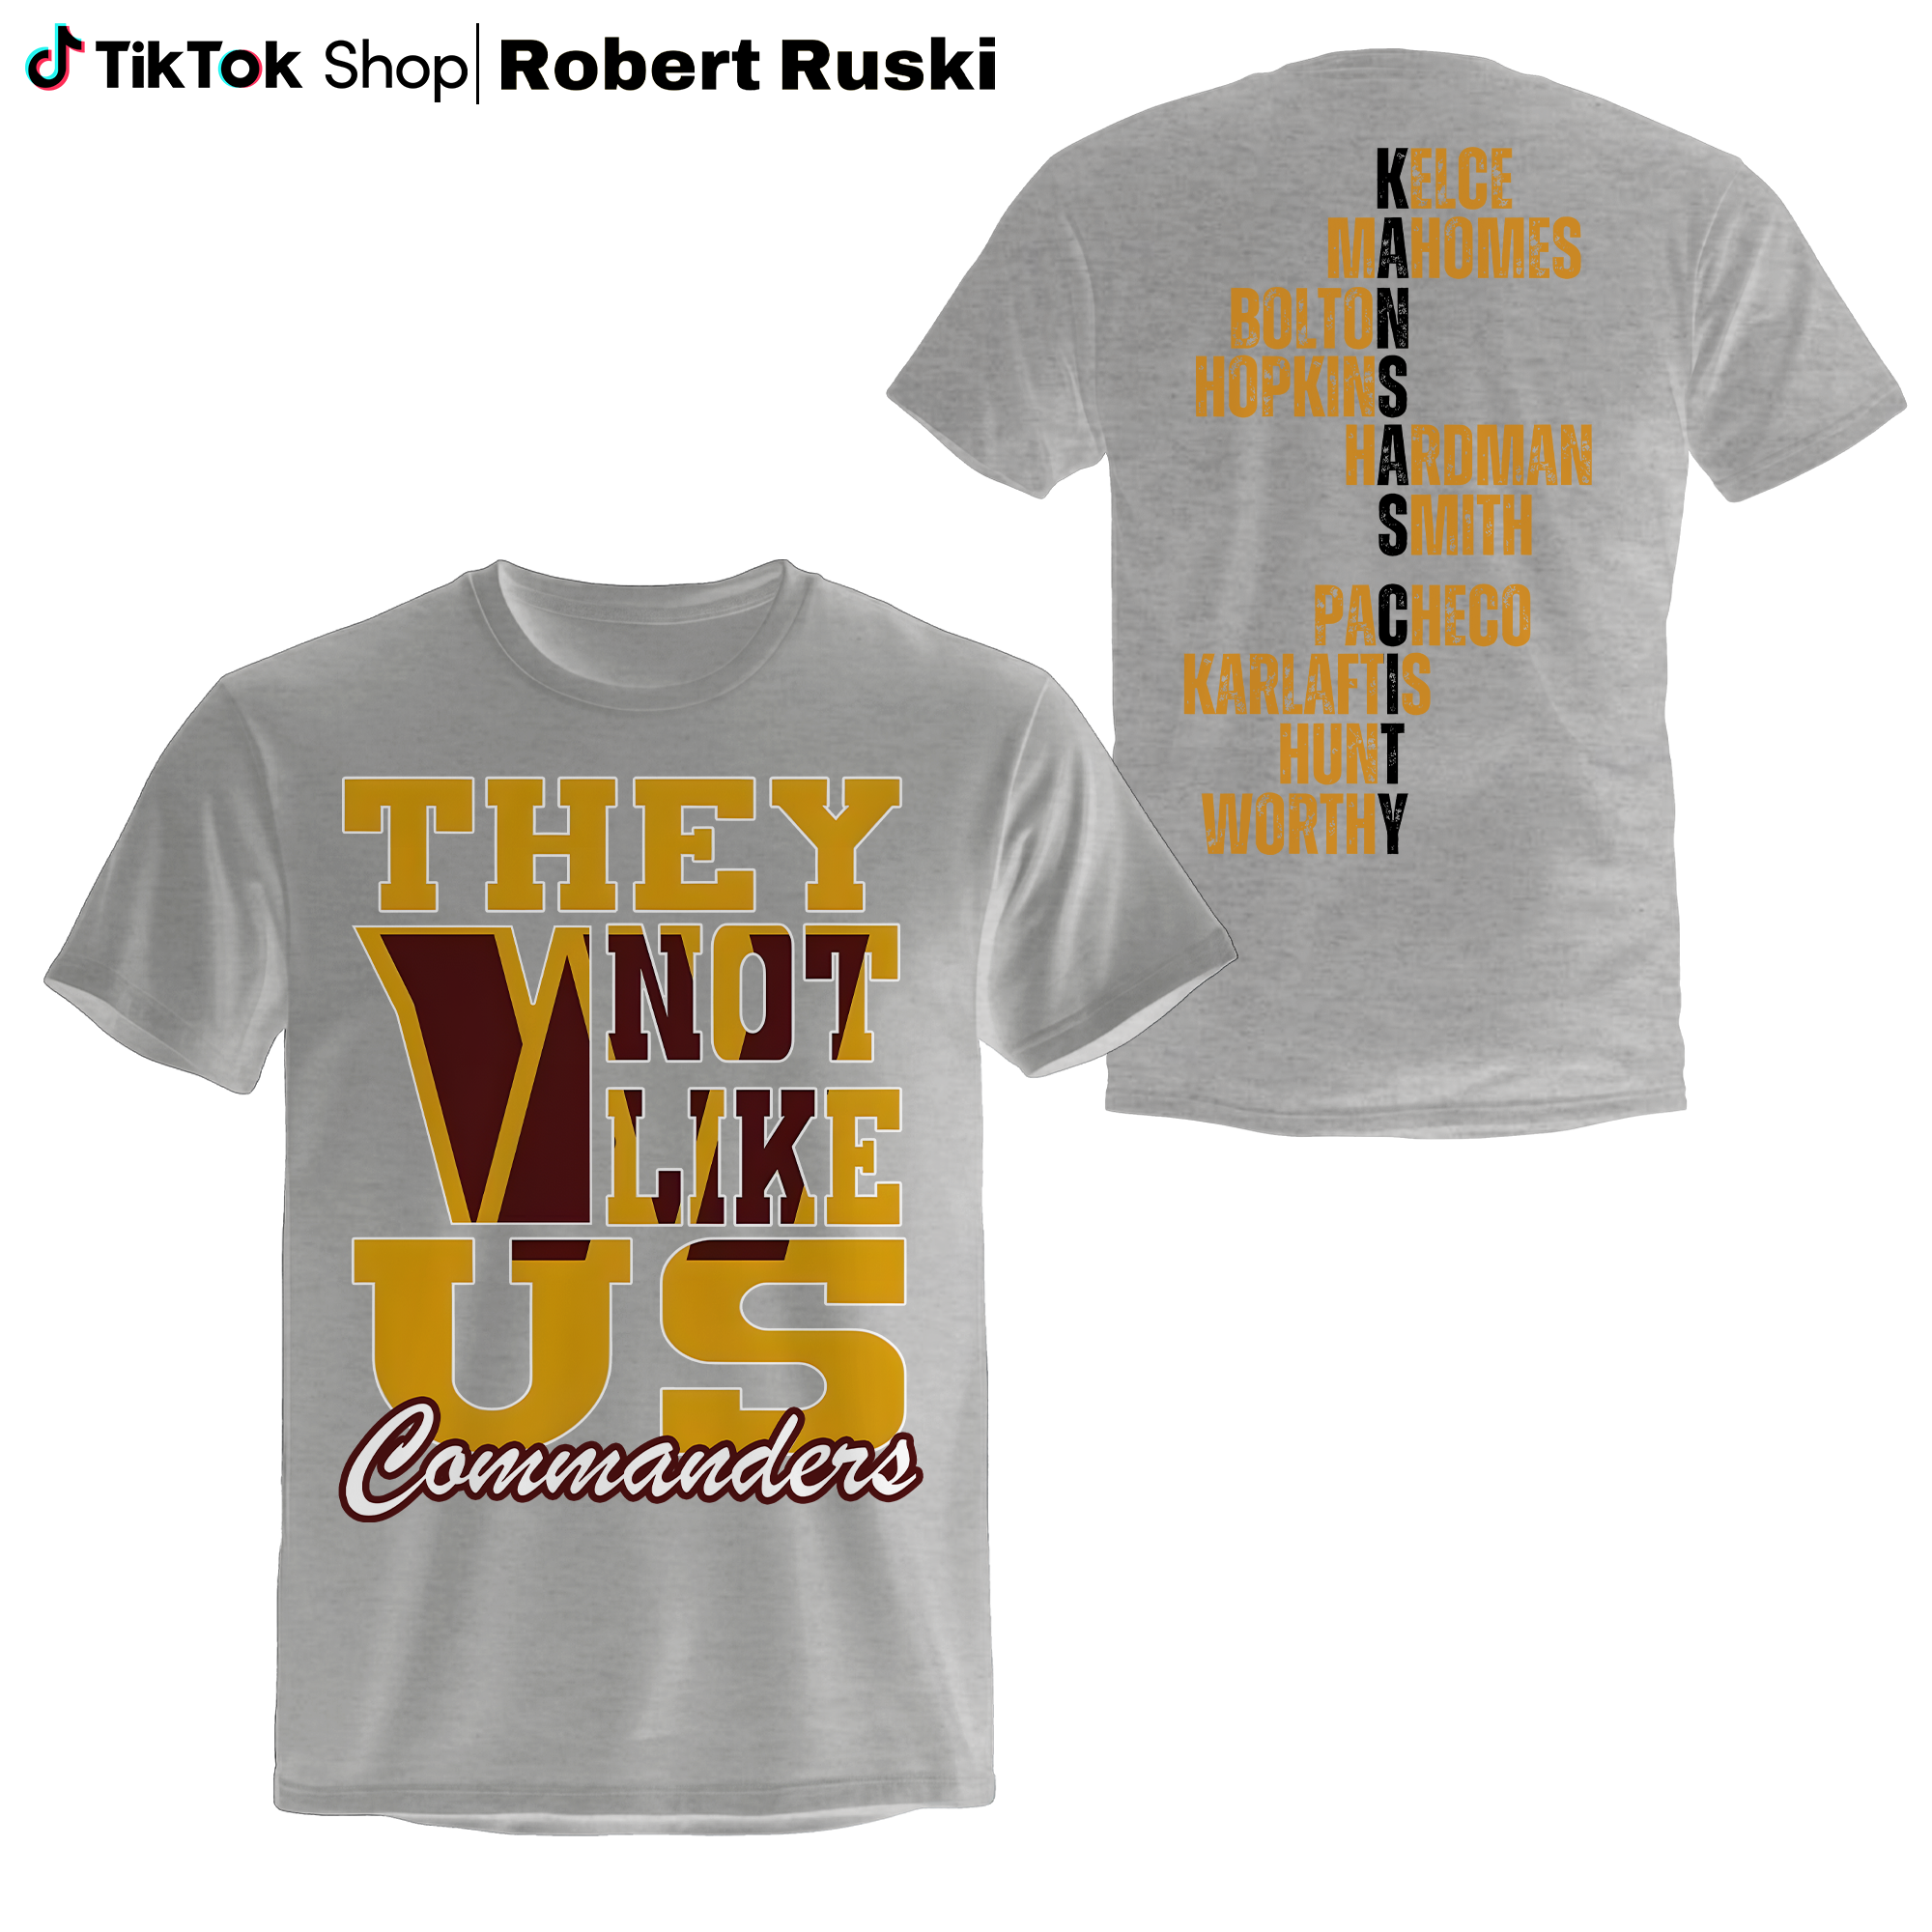 TikTok Shop | Robert Ruski
KELCE
MAHOMES
BOLTON
HOPKINS
HARDMAN
SMITH
PACHECO
KARLAFTIS
HUNT
WORTHY
THEY
NOT
LIKE
US
Commanders